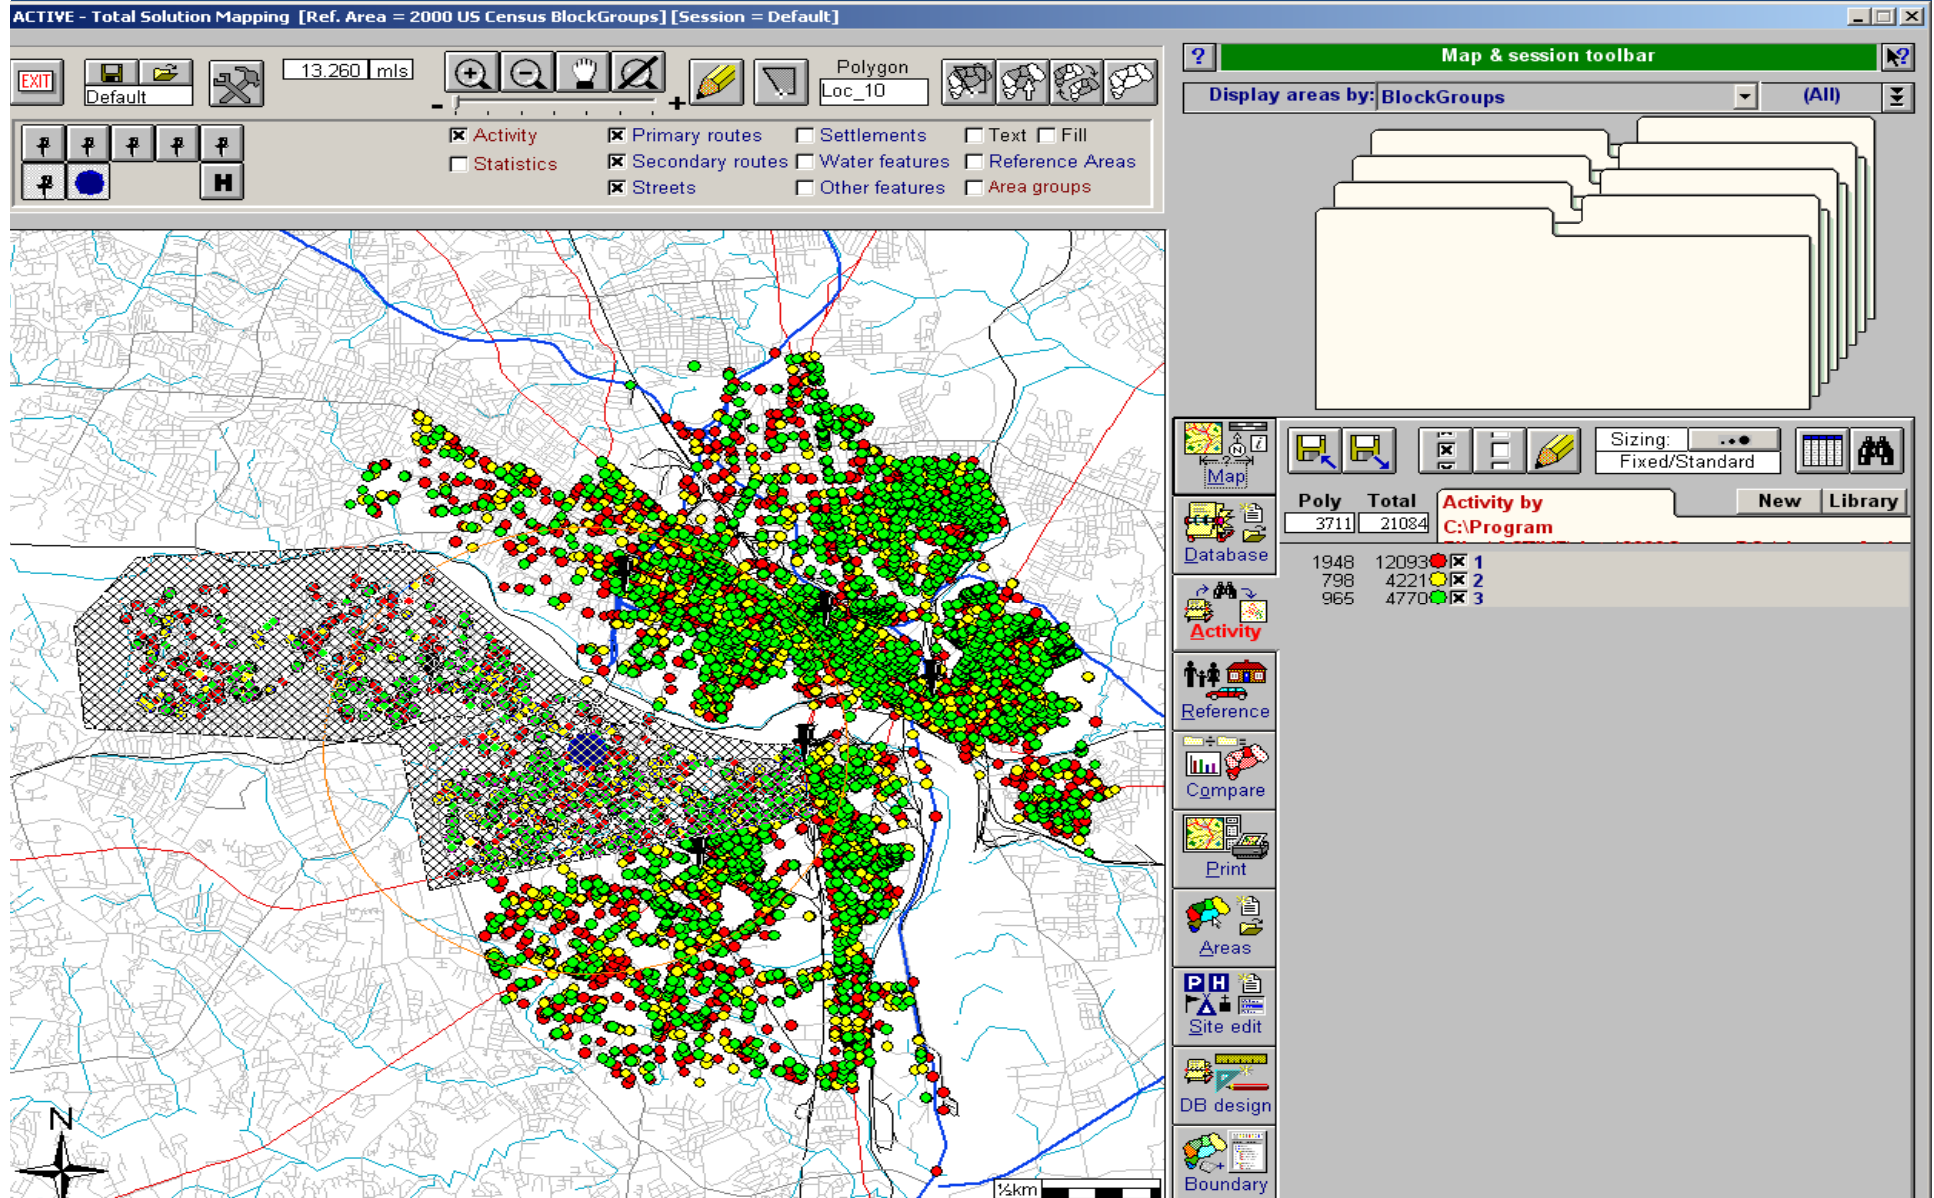 ACTIVE - Total Solution Mapping [Ref. Area = 2000 US Census BlockGroups] [Session = Default]
EXIT
Default
13.260 mls
Polygon
Loc_10
- +
Activity
Statistics
Primary routes
Secondary routes
Streets
Settlements
Water features
Other features
Text Fill
Reference Areas
Area groups
H
? Map & session toolbar ?
Display areas by: BlockGroups (All)
Map
Database
Activity
Reference
Compare
Print
Areas
P H
Site edit
DB design
Boundary
Sizing:
Fixed/Standard
Poly Total
3711 21084
Activity by
C:\Program
New Library
1948 12093 1
798 4221 2
965 4770 3
N
½km